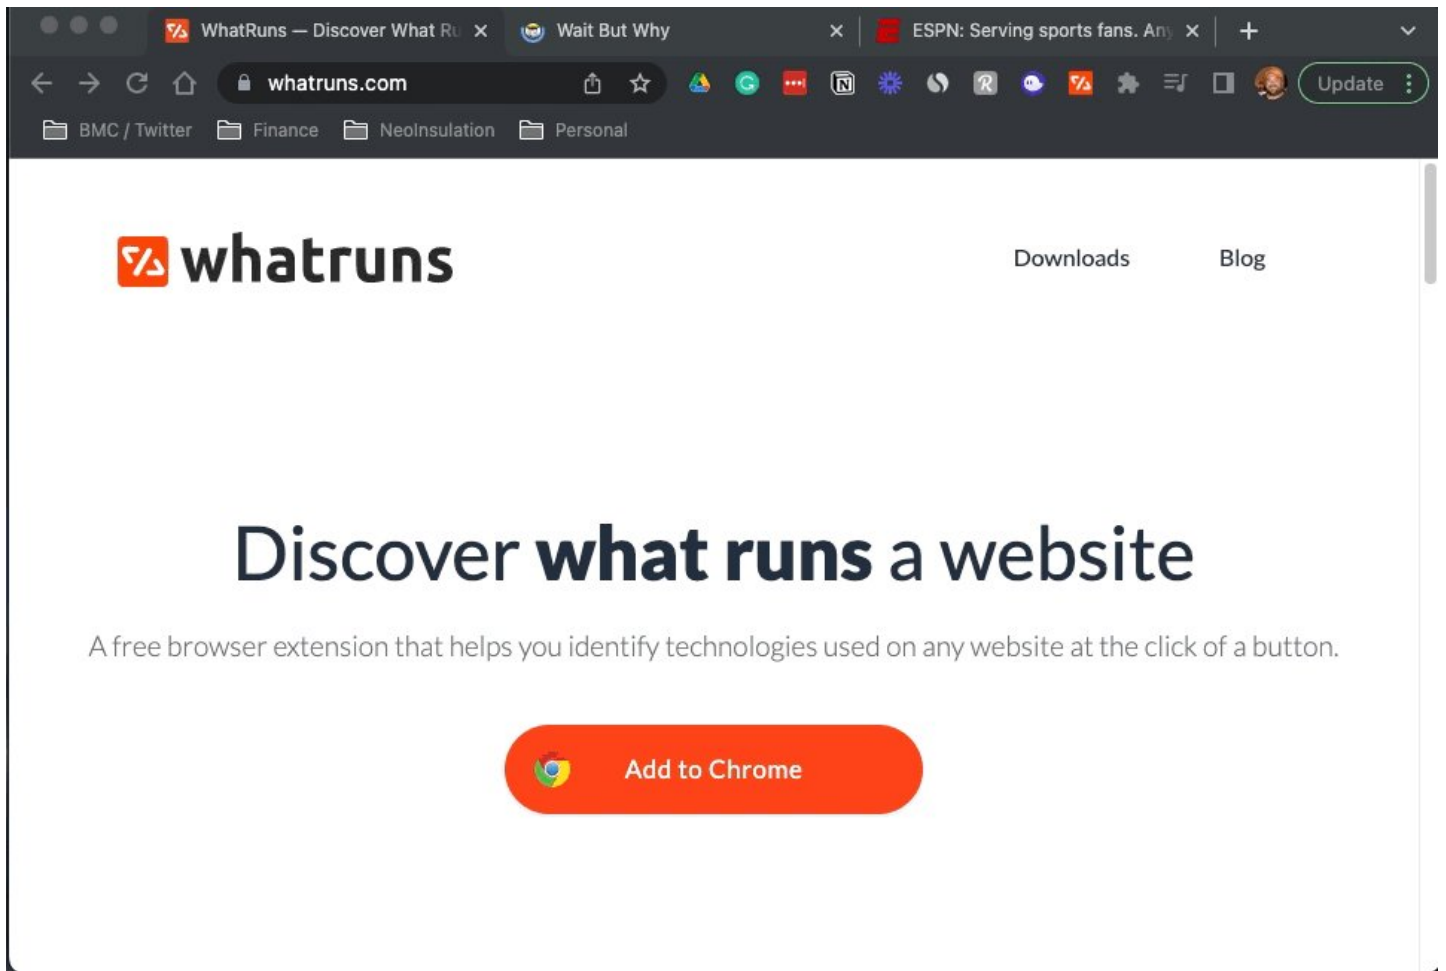 WhatRuns — Discover What Ru
Wait But Why
ESPN: Serving sports fans. Any
whatruns.com
Update
BMC / Twitter
Finance
NeoInsulation
Personal
whatruns
Downloads
Blog
Discover what runs a website
A free browser extension that helps you identify technologies used on any website at the click of a button.
Add to Chrome